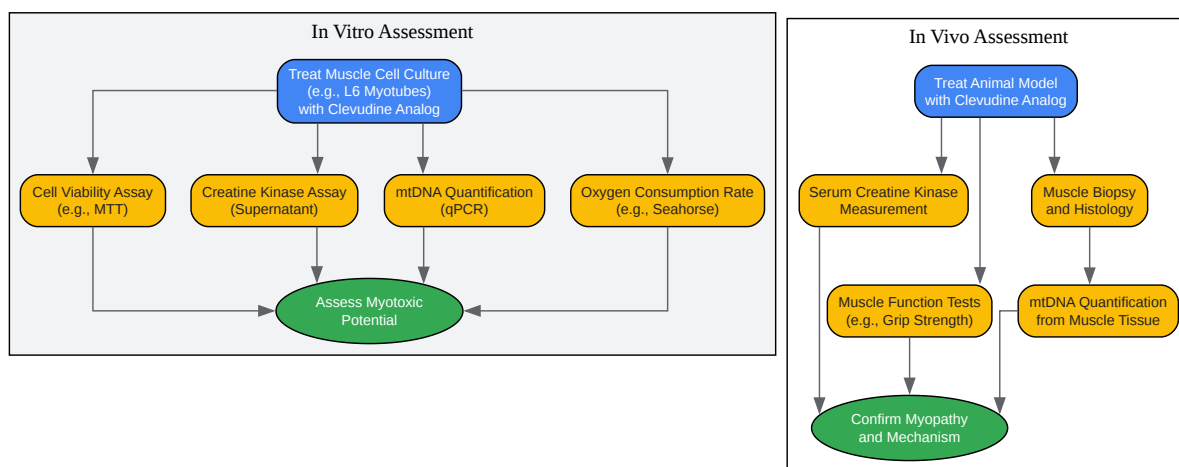 In Vitro Assessment
Treat Muscle Cell Culture
(e.g., L6 Myotubes)
with Clevudine Analog
Cell Viability Assay
(e.g., MTT)
Creatine Kinase Assay
(Supernatant)
mtDNA Quantification
(qPCR)
Oxygen Consumption Rate
(e.g., Seahorse)
Assess Myotoxic
Potential
In Vivo Assessment
Treat Animal Model
with Clevudine Analog
Serum Creatine Kinase
Measurement
Muscle Biopsy
and Histology
Muscle Function Tests
(e.g., Grip Strength)
mtDNA Quantification
from Muscle Tissue
Confirm Myopathy
and Mechanism